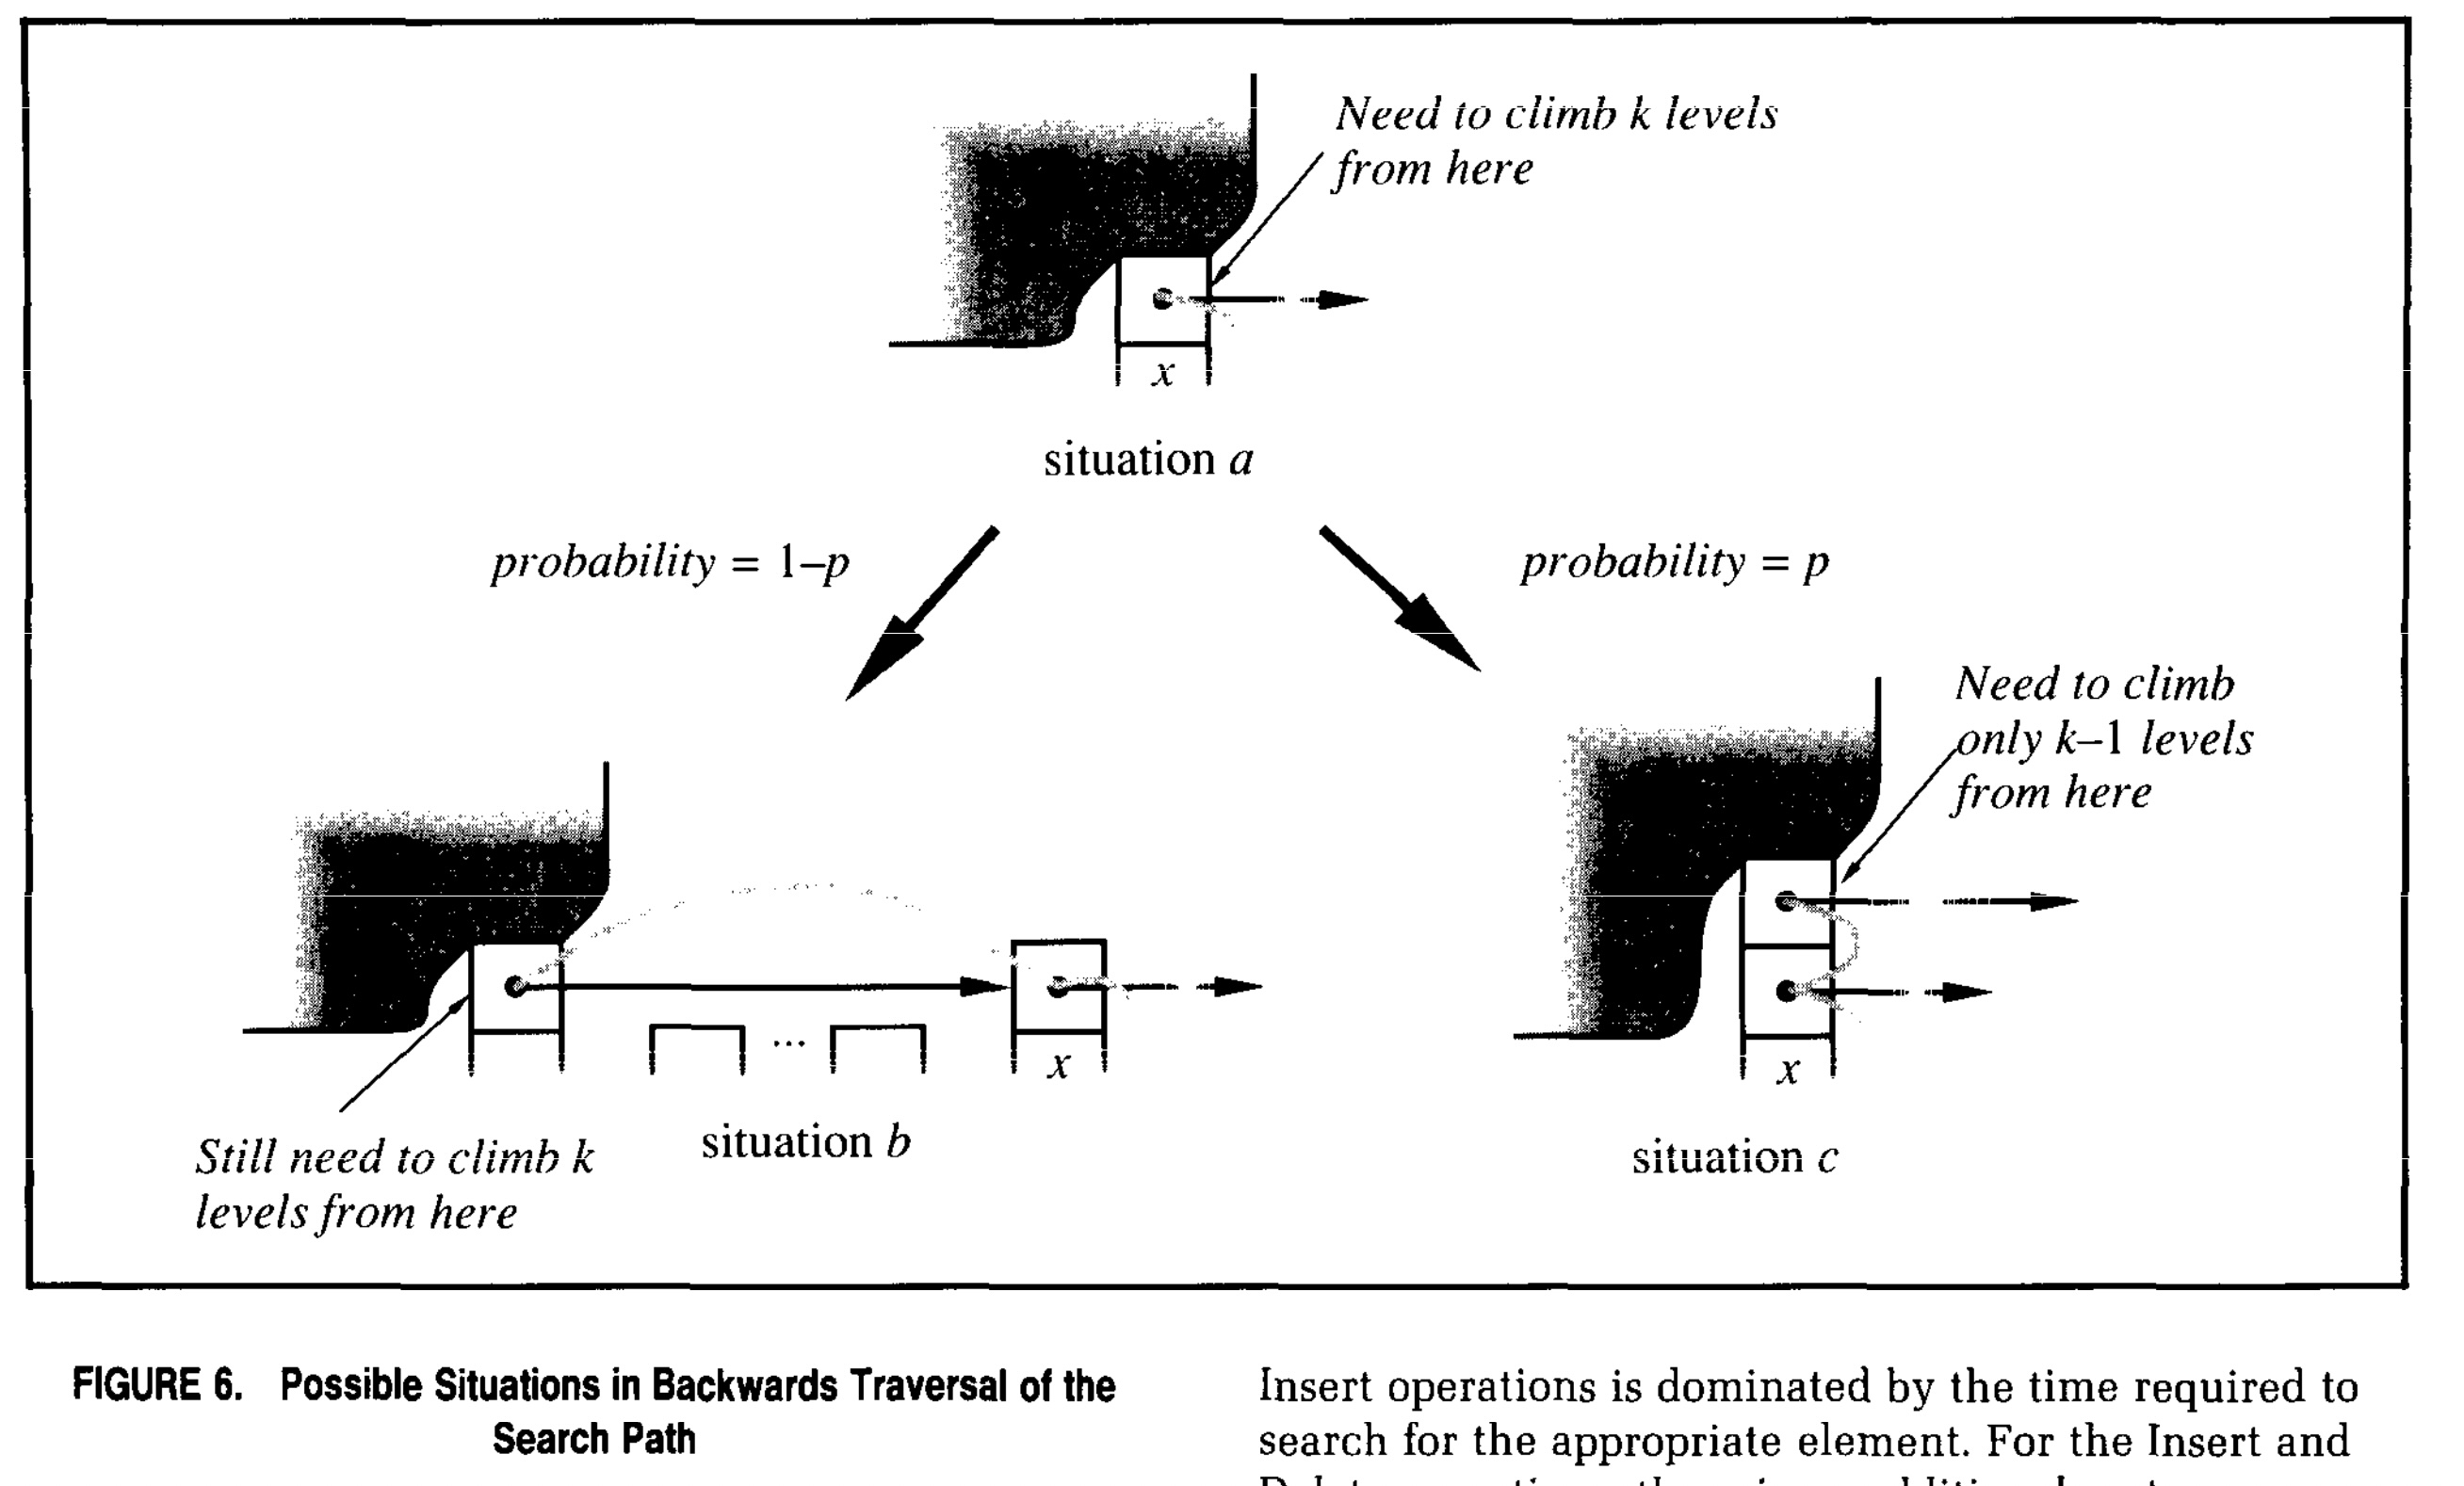 Need to climb k levels
from here
x
situation a
probability = 1–p
probability = p
Need to climb
only k–1 levels
from here
...
x
x
situation b
Still need to climb k
levels from here
situation c
FIGURE 6. Possible Situations in Backwards Traversal of the
Search Path
Insert operations is dominated by the time required to
search for the appropriate element. For the Insert and